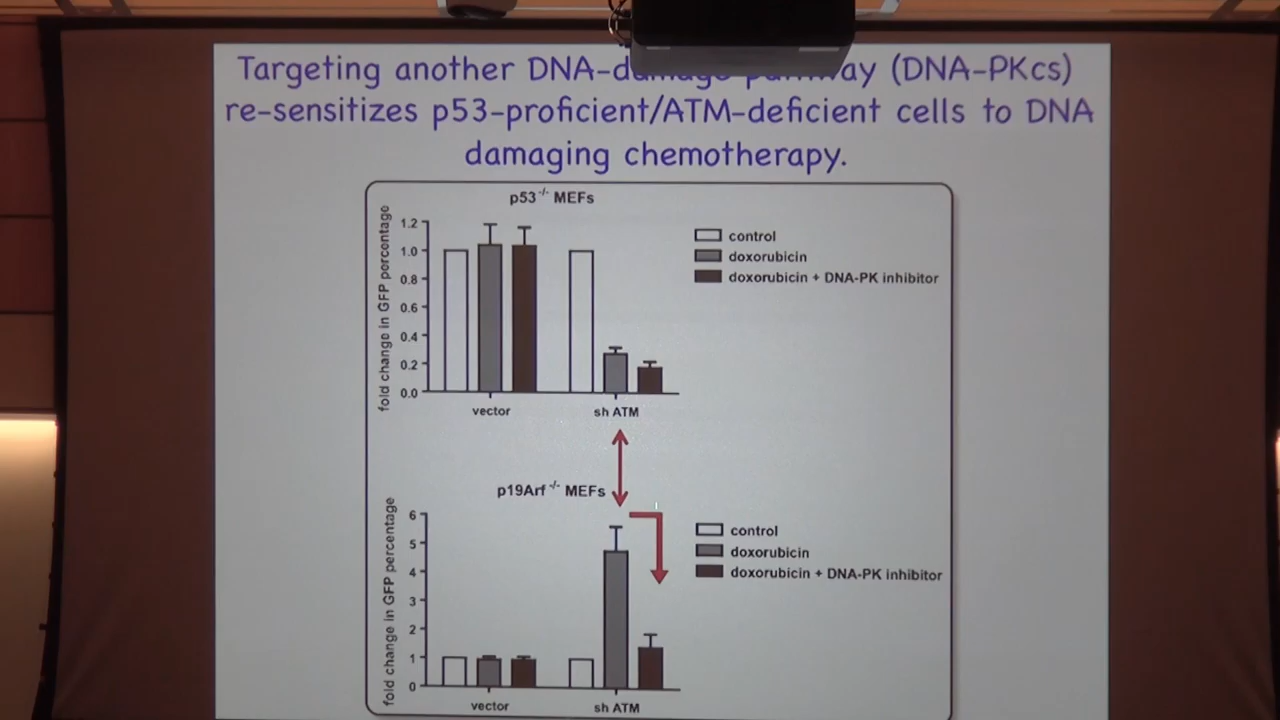 Targeting another DNA-damage pathway (DNA-PKcs)
re-sensitizes p53-proficient/ATM-deficient cells to DNA
damaging chemotherapy.
p53 -/- MEFs
fold change in GFP percentage
1.2
1.0
0.8
0.6
0.4
0.2
0.0
vector
sh ATM
control
doxorubicin
doxorubicin + DNA-PK inhibitor
p19Arf -/- MEFs
fold change in GFP percentage
6
5
4
3
2
1
0
vector
sh ATM
control
doxorubicin
doxorubicin + DNA-PK inhibitor